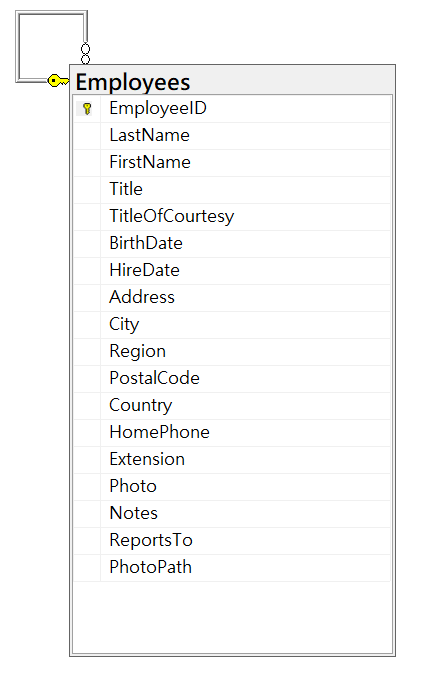 Employees
EmployeeID
LastName
FirstName
Title
TitleOfCourtesy
BirthDate
HireDate
Address
City
Region
PostalCode
Country
HomePhone
Extension
Photo
Notes
ReportsTo
PhotoPath